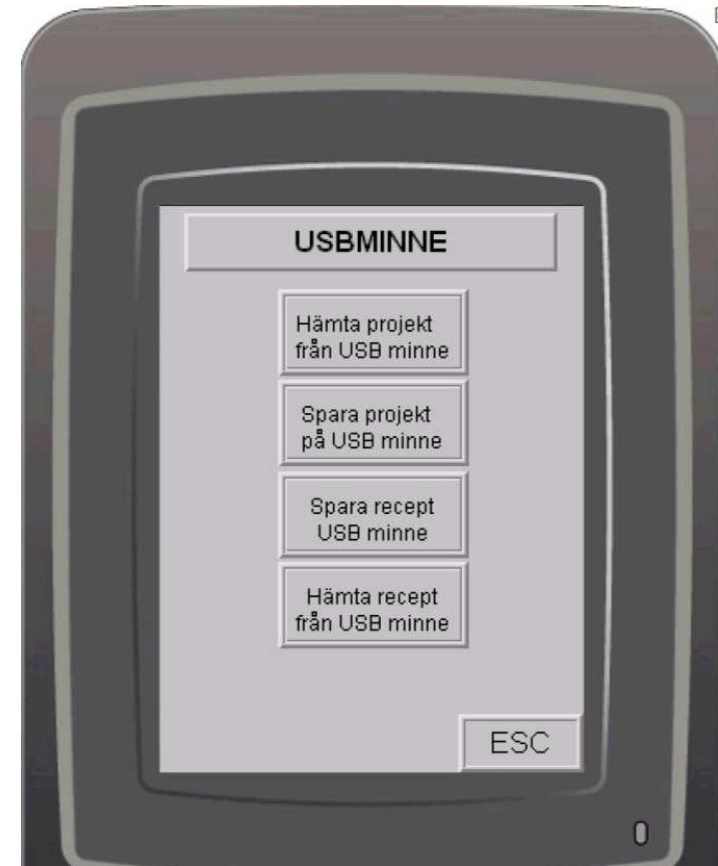 USBMINNE
Hämta projekt
från USB minne
Spara projekt
på USB minne
Spara recept
USB minne
Hämta recept
från USB minne
ESC